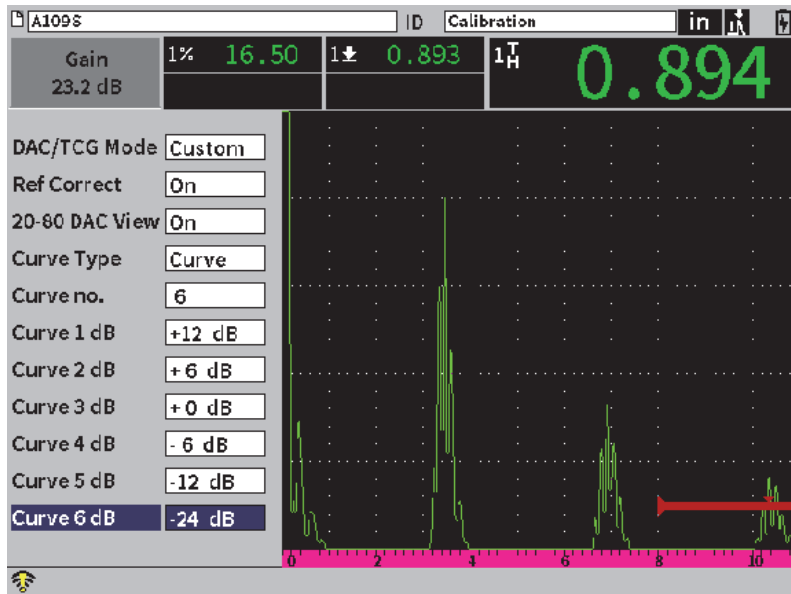 A109S ID Calibration in
Gain 23.2 dB
1% 16.50
1 0.893
1 T H 0.894
DAC/TCG Mode Custom
Ref Correct On
20-80 DAC View On
Curve Type Curve
Curve no. 6
Curve 1 dB +12 dB
Curve 2 dB + 6 dB
Curve 3 dB + 0 dB
Curve 4 dB - 6 dB
Curve 5 dB -12 dB
Curve 6 dB -24 dB
0 2 4 6 8 10